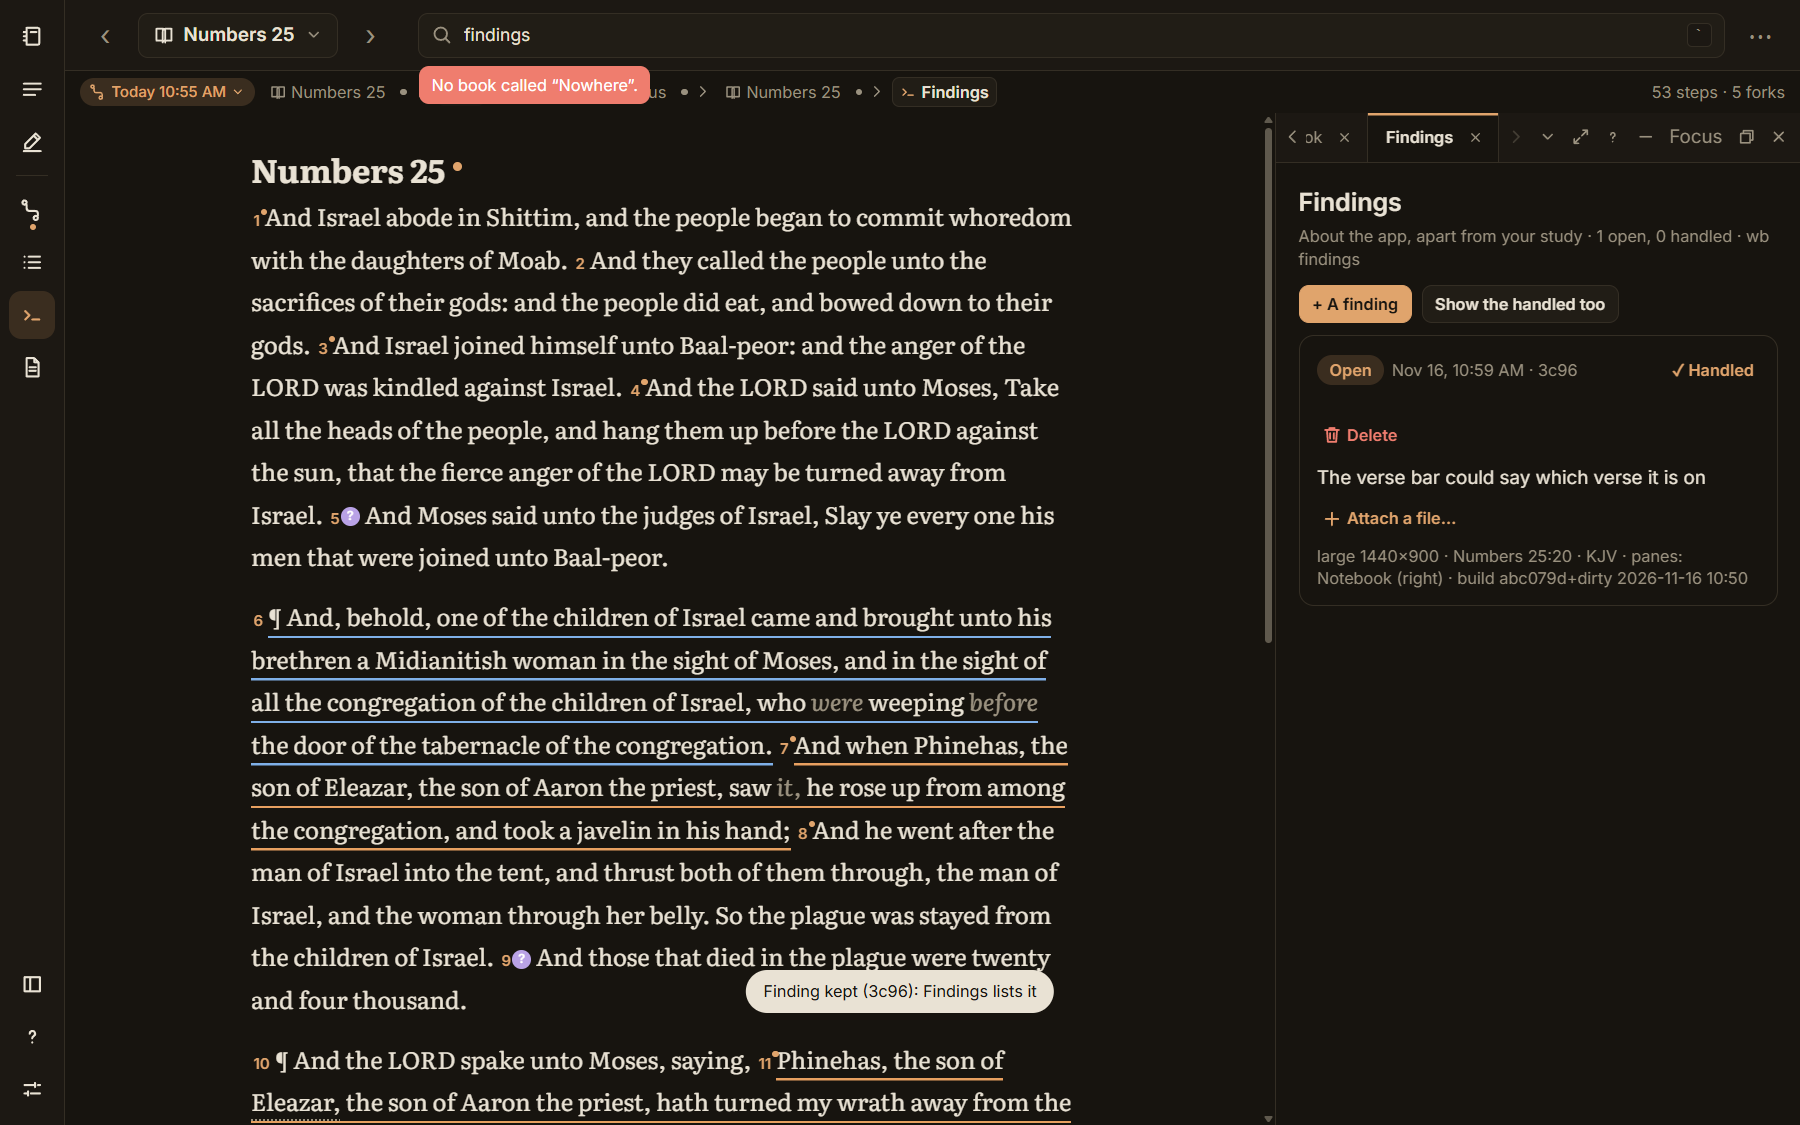 Numbers 25
findings
`
No book called “Nowhere”.
Today 10:55 AM
Numbers 25
us
Numbers 25
Findings
53 steps · 5 forks
ok
Findings
?
Focus
Numbers 25
1 And Israel abode in Shittim, and the people began to commit whoredom
with the daughters of Moab. 2 And they called the people unto the
sacrifices of their gods: and the people did eat, and bowed down to their
gods. 3 And Israel joined himself unto Baal-peor: and the anger of the
LORD was kindled against Israel. 4 And the LORD said unto Moses, Take
all the heads of the people, and hang them up before the LORD against
the sun, that the fierce anger of the LORD may be turned away from
Israel. 5 ? And Moses said unto the judges of Israel, Slay ye every one his
men that were joined unto Baal-peor.
6 ¶ And, behold, one of the children of Israel came and brought unto his
brethren a Midianitish woman in the sight of Moses, and in the sight of
all the congregation of the children of Israel, who were weeping before
the door of the tabernacle of the congregation. 7 And when Phinehas, the
son of Eleazar, the son of Aaron the priest, saw it, he rose up from among
the congregation, and took a javelin in his hand; 8 And he went after the
man of Israel into the tent, and thrust both of them through, the man of
Israel, and the woman through her belly. So the plague was stayed from
the children of Israel. 9 ? And those that died in the plague were twenty
and four thousand.
10 ¶ And the LORD spake unto Moses, saying, 11 Phinehas, the son of
Eleazar, the son of Aaron the priest, hath turned my wrath away from the
Finding kept (3c96): Findings lists it
Findings
About the app, apart from your study · 1 open, 0 handled · wb
findings
+ A finding
Show the handled too
Open
Nov 16, 10:59 AM · 3c96
✓ Handled
Delete
The verse bar could say which verse it is on
+ Attach a file...
large 1440×900 · Numbers 25:20 · KJV · panes:
Notebook (right) · build abc079d+dirty 2026-11-16 10:50
?